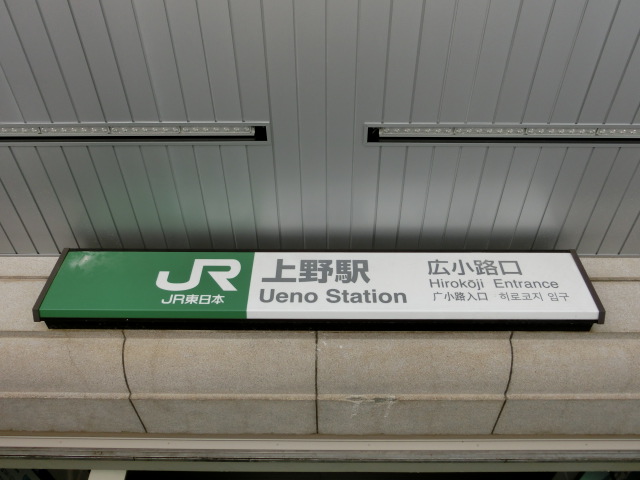 JR
JR東日本
上野駅
Ueno Station
広小路口
Hirokōji Entrance
广小路入口 히로코지 입구